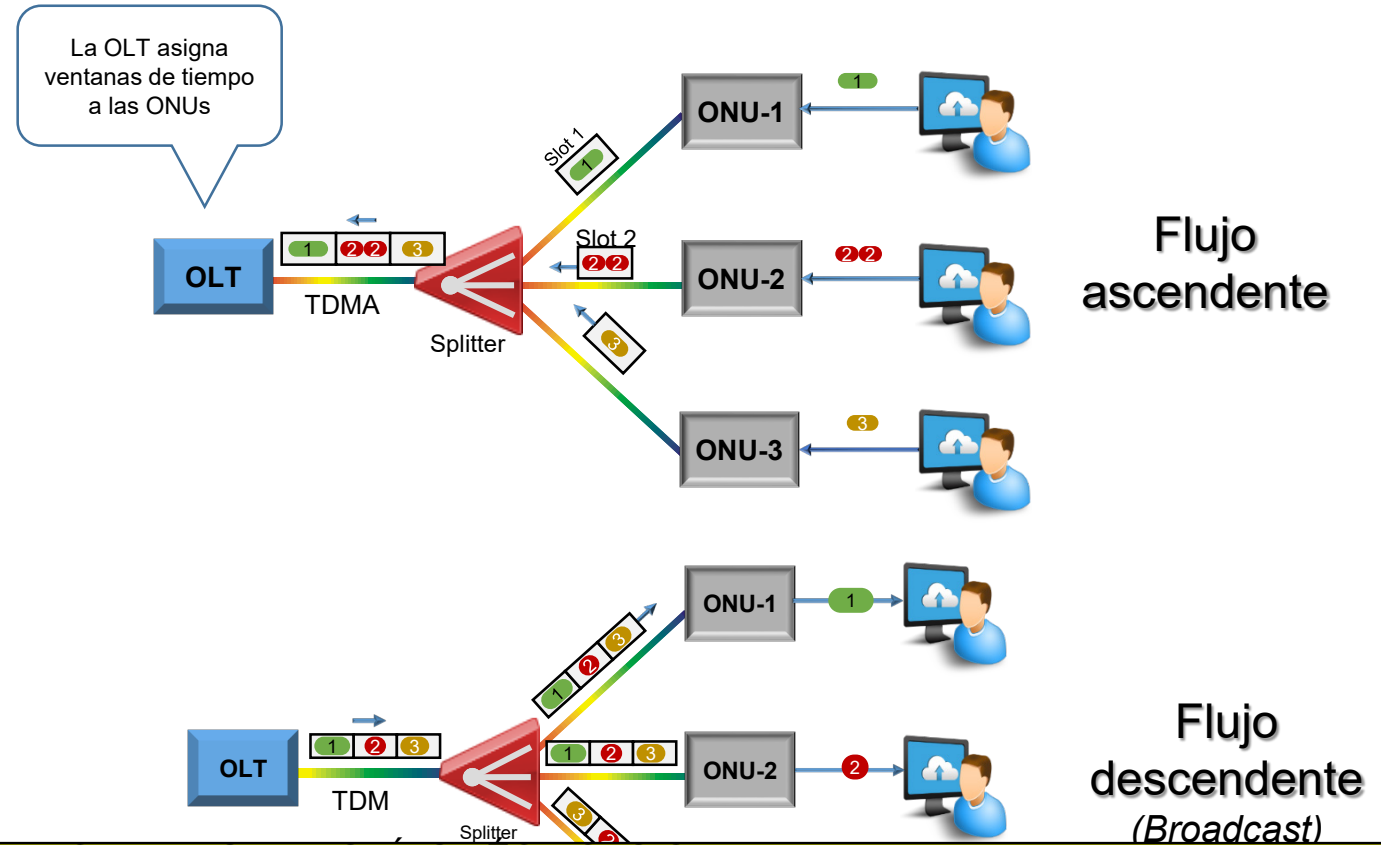 La OLT asigna
ventanas de tiempo
a las ONUs
ONU-1
1
Slot 1
1
Flujo
ascendente
OLT
1 2 2 3
TDMA
Splitter
Slot 2
2 2
ONU-2
2 2
3
ONU-3
3
ONU-1
1
1 2 3
Flujo
descendente
(Broadcast)
OLT
1 2 3
TDM
Splitter
1 2 3
ONU-2
2
3
2